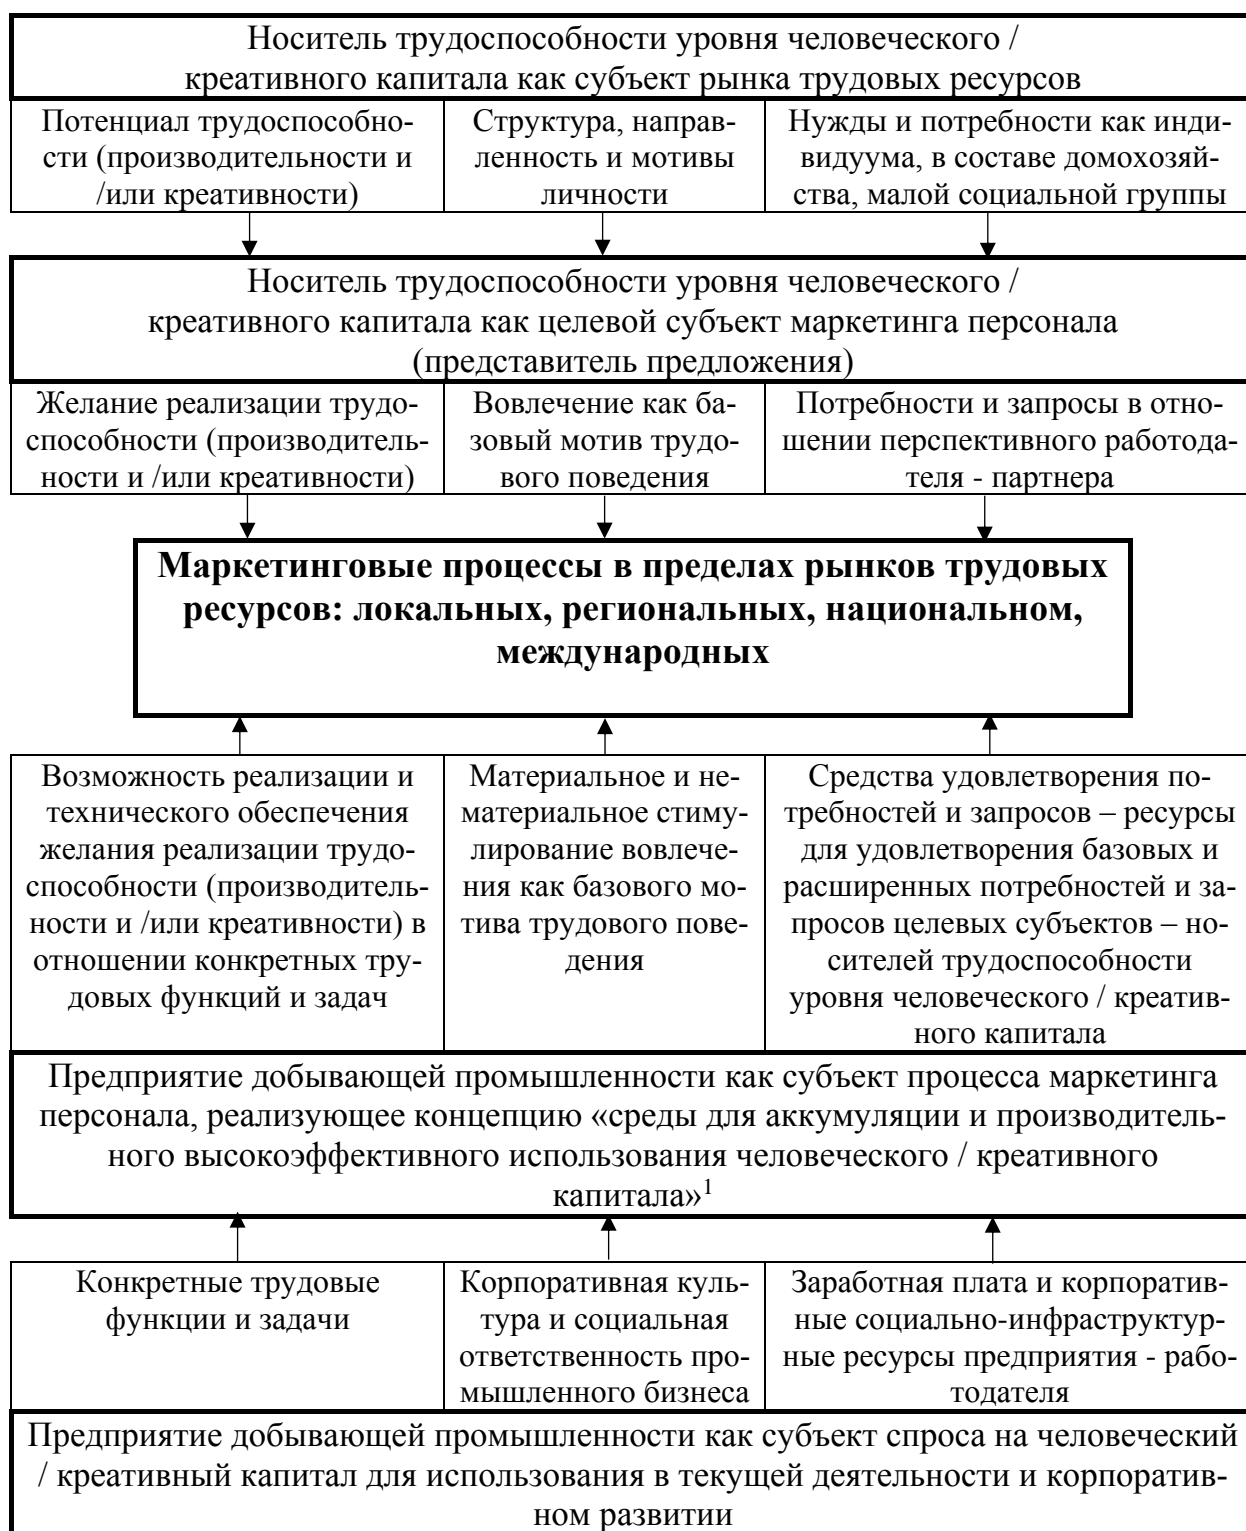 Носитель трудоспособности уровня человеческого /
креативного капитала как субъект рынка трудовых ресурсов
Потенциал трудоспособно-
сти (производительности и
/или креативности)
Структура, направ-
ленность и мотивы
личности
Нужды и потребности как инди-
видуума, в составе домохозяй-
ства, малой социальной группы
Носитель трудоспособности уровня человеческого /
креативного капитала как целевой субъект маркетинга персонала
(представитель предложения)
Желание реализации трудо-
способности (производитель-
ности и /или креативности)
Вовлечение как ба-
зовый мотив трудо-
вого поведения
Потребности и запросы в отно-
шении перспективного работода-
теля - партнера
Маркетинговые процессы в пределах рынков трудовых
ресурсов: локальных, региональных, национальном,
международных
Возможность реализации и
технического обеспечения
желания реализации трудо-
способности (производитель-
ности и /или креативности) в
отношении конкретных тру-
довых функций и задач
Материальное и не-
материальное стиму-
лирование вовлече-
ния как базового мо-
тива трудового пове-
дения
Средства удовлетворения по-
требностей и запросов – ресурсы
для удовлетворения базовых и
расширенных потребностей и за-
просов целевых субъектов – но-
сителей трудоспособности
уровня человеческого / креатив-
ного капитала
Предприятие добывающей промышленности как субъект процесса маркетинга
персонала, реализующее концепцию «среды для аккумуляции и производитель-
ного высокоэффективного использования человеческого / креативного
капитала»¹
Конкретные трудовые
функции и задачи
Корпоративная куль-
тура и социальная
ответственность про-
мышленного бизнеса
Заработная плата и корпоратив-
ные социально-инфраструктур-
ные ресурсы предприятия - рабо-
тодателя
Предприятие добывающей промышленности как субъект спроса на человеческий
/ креативный капитал для использования в текущей деятельности и корпоратив-
ном развитии